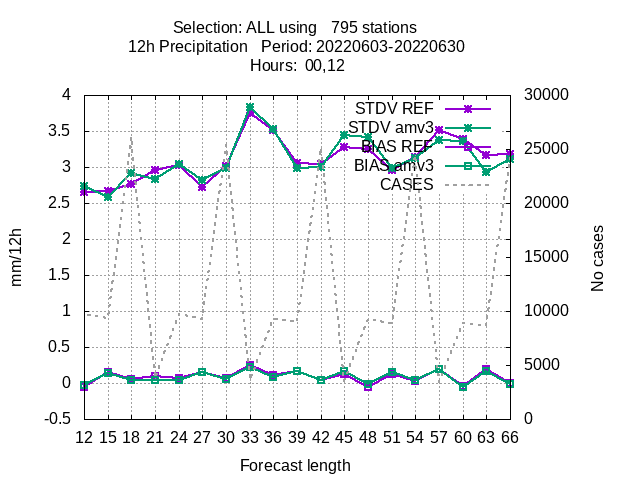 Selection: ALL using   795 stations
12h Precipitation   Period: 20220603-20220630
Hours:  00,12
STDV REF
STDV amv3
BIAS REF
BIAS amv3
CASES
4
3.5
3
2.5
2
1.5
1
0.5
0
-0.5
30000
25000
20000
15000
10000
5000
0
mm/12h
No cases
12 15 18 21 24 27 30 33 36 39 42 45 48 51 54 57 60 63 66
Forecast length